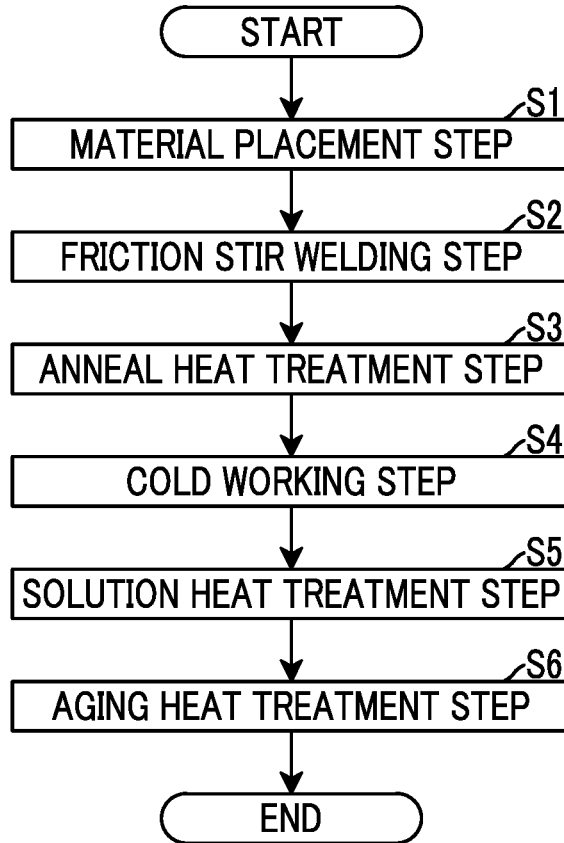 START
S1
MATERIAL PLACEMENT STEP
S2
FRICTION STIR WELDING STEP
S3
ANNEAL HEAT TREATMENT STEP
S4
COLD WORKING STEP
S5
SOLUTION HEAT TREATMENT STEP
S6
AGING HEAT TREATMENT STEP
END